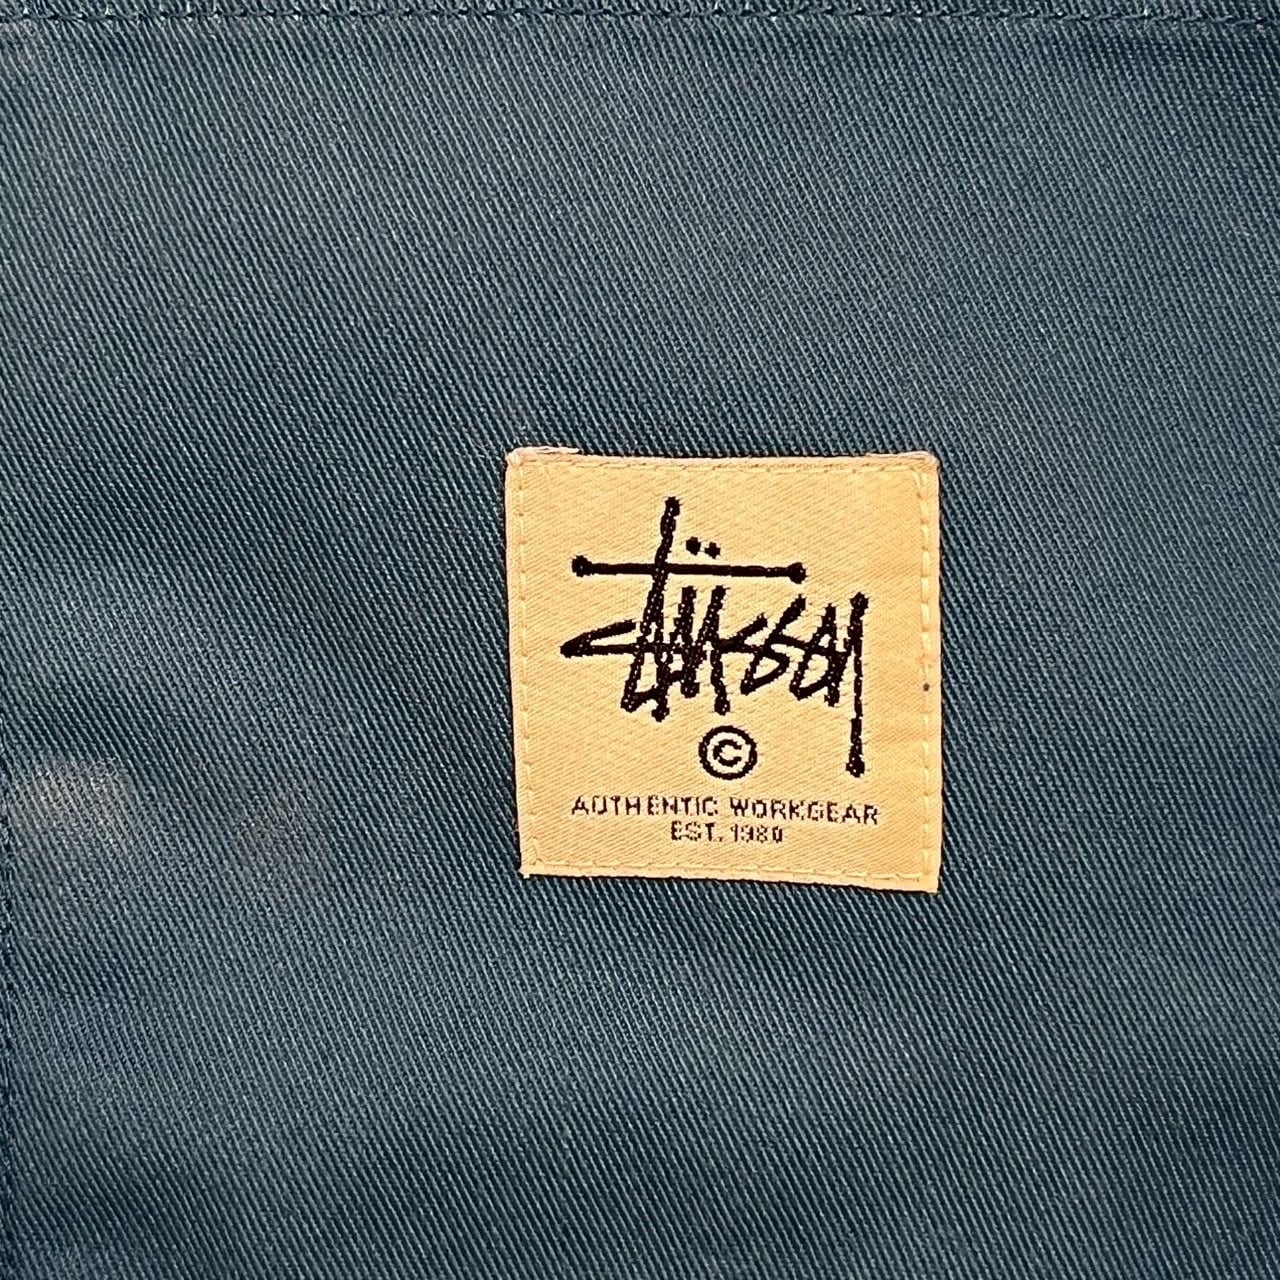 Stüssy
©
AUTHENTIC WORKGEAR
EST. 1980